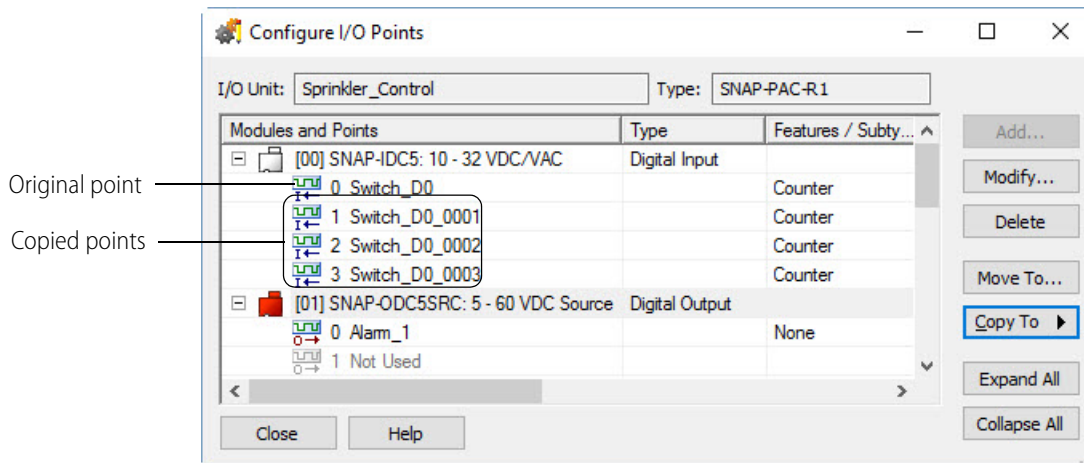 Configure I/O Points
I/O Unit: Sprinkler_Control Type: SNAP-PAC-R1
Modules and Points Type Features / Subty...
[00] SNAP-IDC5: 10 - 32 VDC/VAC Digital Input
Original point
0 Switch_D0 Counter
Copied points
1 Switch_D0_0001 Counter
2 Switch_D0_0002 Counter
3 Switch_D0_0003 Counter
[01] SNAP-ODC5SRC: 5 - 60 VDC Source Digital Output
0 Alarm_1 None
1 Not Used
Add...
Modify...
Delete
Move To...
Copy To
Expand All
Collapse All
Close Help